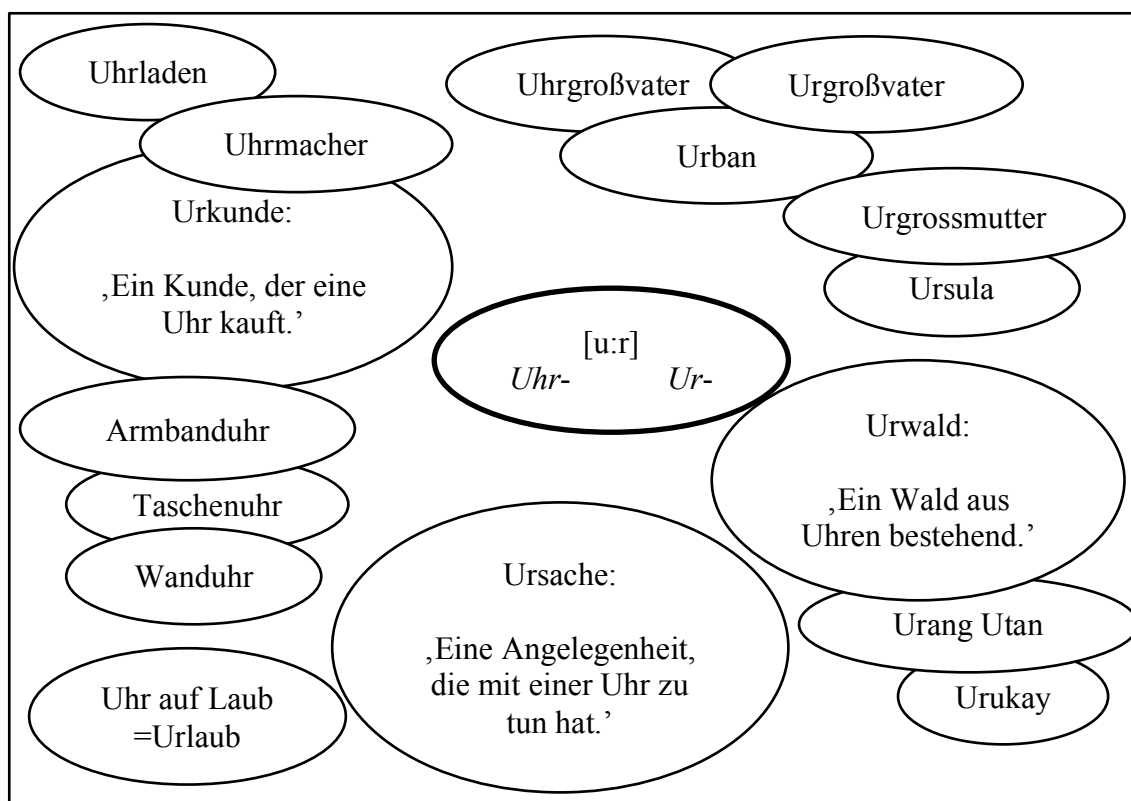 Uhrladen
Uhrmacher
Urkunde:
‚Ein Kunde, der eine
Uhr kauft.’
Uhrgroßvater
Urgroßvater
Urban
Urgrossmutter
Ursula
[u:r]
Uhr- Ur-
Armbanduhr
Taschenuhr
Wanduhr
Uhr auf Laub
=Urlaub
Ursache:
‚Eine Angelegenheit,
die mit einer Uhr zu
tun hat.’
Urwald:
‚Ein Wald aus
Uhren bestehend.’
Urang Utan
Urukay